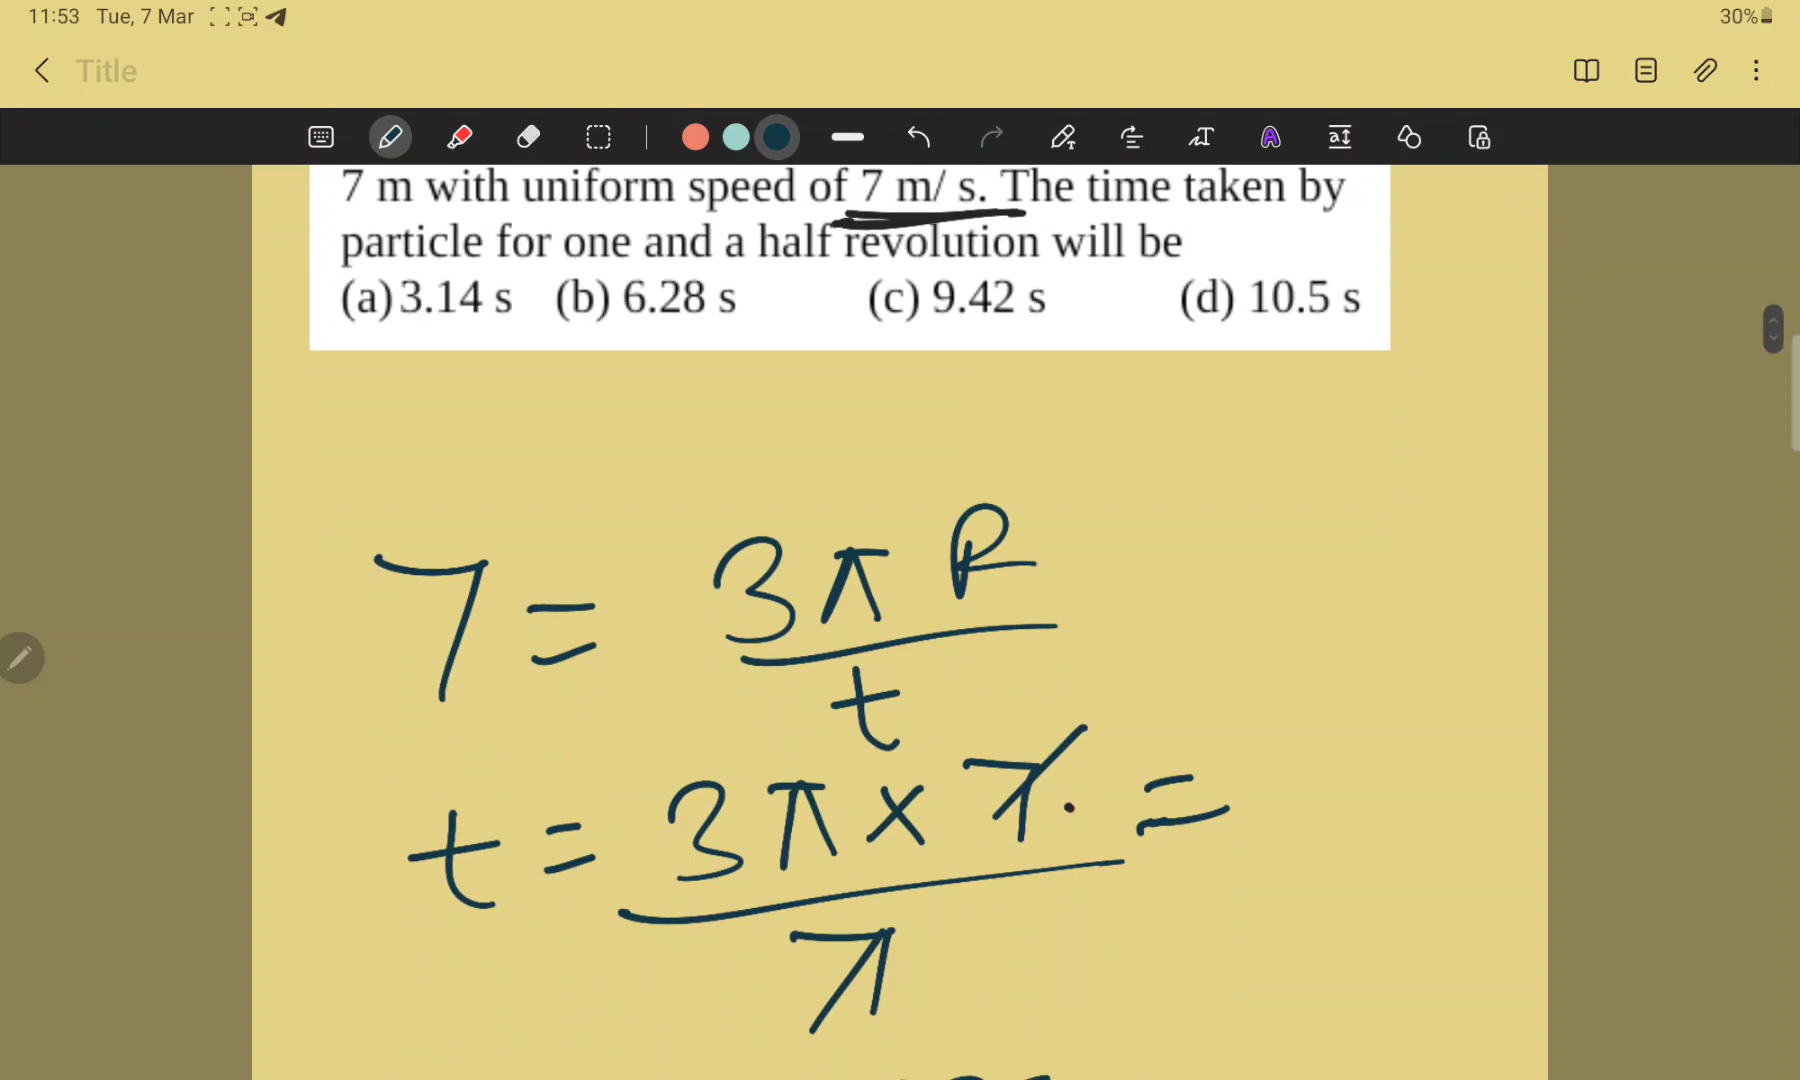 11:53 Tue, 7 Mar 30%
Title
7 m with uniform speed of 7 m/ s. The time taken by
particle for one and a half revolution will be
(a) 3.14 s (b) 6.28 s (c) 9.42 s (d) 10.5 s
7 = 3πR / t
t = 3π × 7 / 7 =